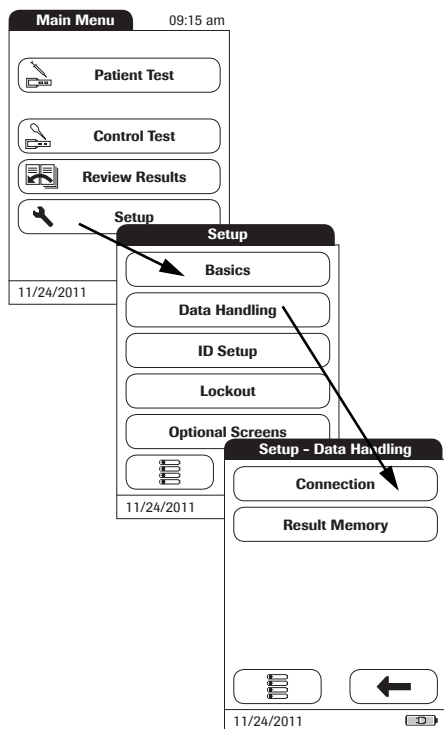 Main Menu 09:15 am
Patient Test
Control Test
Review Results
Setup
11/24/2011
Setup
Basics
Data Handling
ID Setup
Lockout
Optional Screens
11/24/2011
Setup - Data Handling
Connection
Result Memory
11/24/2011